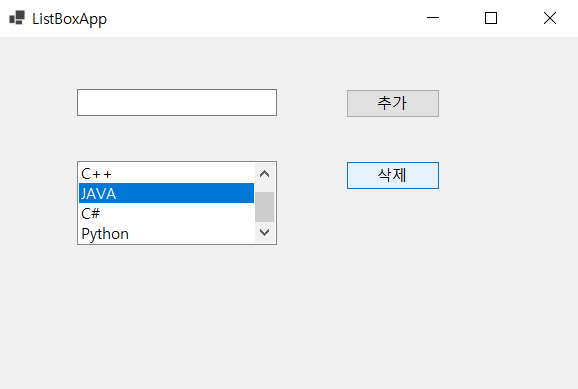 ListBoxApp
추가
C++
JAVA
C#
Python
삭제